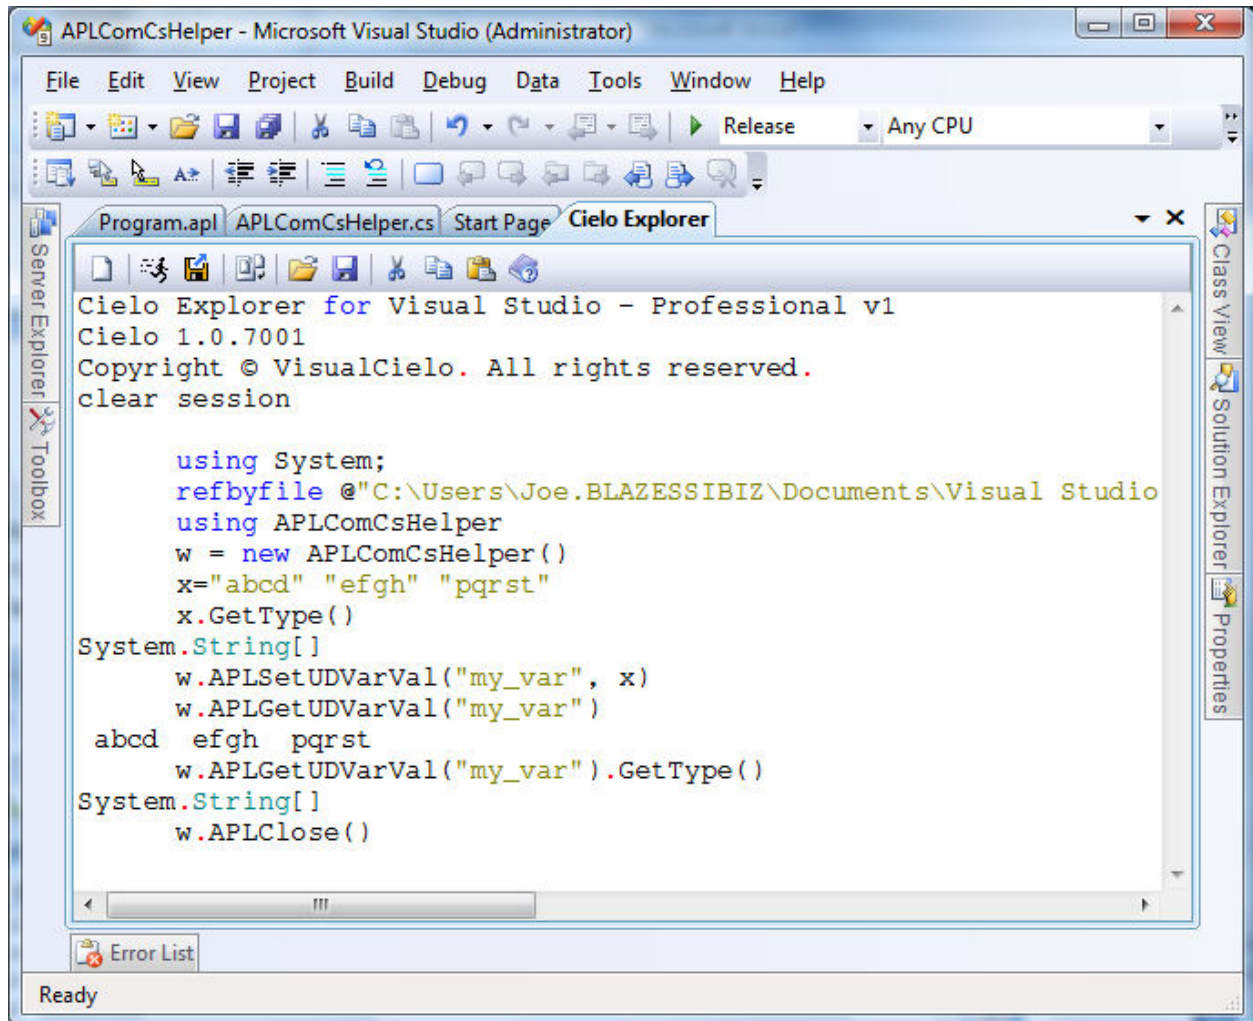 APLComCsHelper - Microsoft Visual Studio (Administrator)
File Edit View Project Build Debug Data Tools Window Help
Release Any CPU
Program.apl APLComCsHelper.cs Start Page Cielo Explorer
Server Explorer
Toolbox
Cielo Explorer for Visual Studio - Professional v1
Cielo 1.0.7001
Copyright © VisualCielo. All rights reserved.
clear session
using System;
refbyfile @"C:\Users\Joe.BLAZESSIBIZ\Documents\Visual Studio
using APLComCsHelper
w = new APLComCsHelper()
x="abcd" "efgh" "pqrst"
x.GetType()
System.String[]
w.APLSetUDVarVal("my_var", x)
w.APLGetUDVarVal("my_var")
abcd efgh pqrst
w.APLGetUDVarVal("my_var").GetType()
System.String[]
w.APLClose()
Class View
Solution Explorer
Properties
Error List
Ready